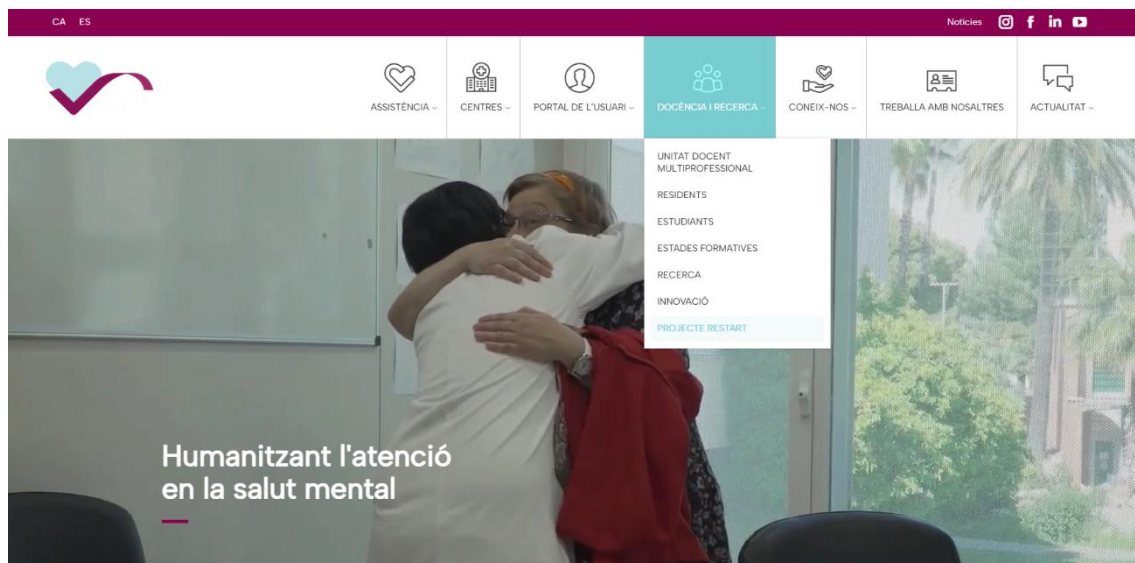 CA ES
Notícies
ASSISTÈNCIA
CENTRES
PORTAL DE L'USUARI
DOCÈNCIA I RECERCA
CONEIX-NOS
TREBALLA AMB NOSALTRES
ACTUALITAT
UNITAT DOCENT
MULTIPROFESSIONAL
RESIDENTS
ESTUDIANTS
ESTADES FORMATIVES
RECERCA
INNOVACIÓ
PROJECTE RESTART
Humanitzant l'atenció
en la salut mental